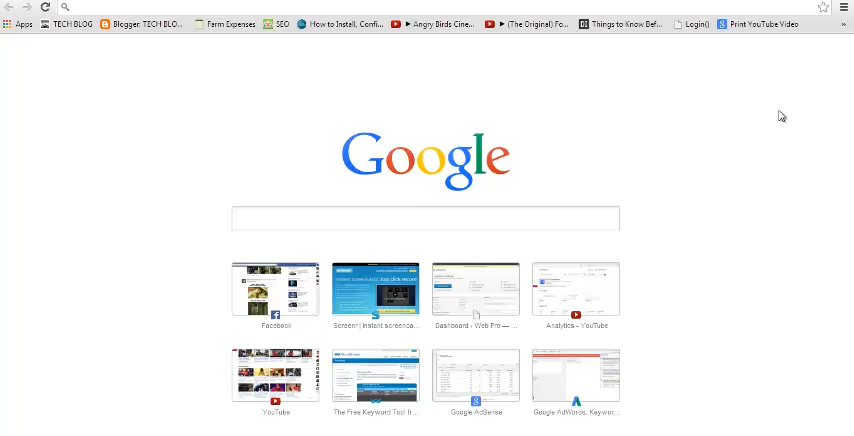 Apps TECH BLOG Blogger: TECH BLO... Farm Expenses SEO How to Install, Confi... ► Angry Birds Cine... ► (The Original) Fo... Things to Know Bef... Login() Print YouTube Video »
Google
Facebook Screenr | Instant screenca... Dashboard ‹ Web Pro — ... Analytics - YouTube
YouTube The Free Keyword Tool fr... Google AdSense Google AdWords: Keywor...